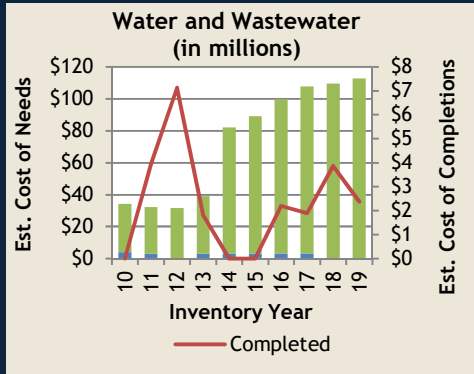 Water and Wastewater
(in millions)
Est. Cost of Needs
$120
$100
$80
$60
$40
$20
$0
$8
$7
$6
$5
$4
$3
$2
$1
$0
Est. Cost of Completions
10 11 12 13 14 15 16 17 18 19
Inventory Year
Completed